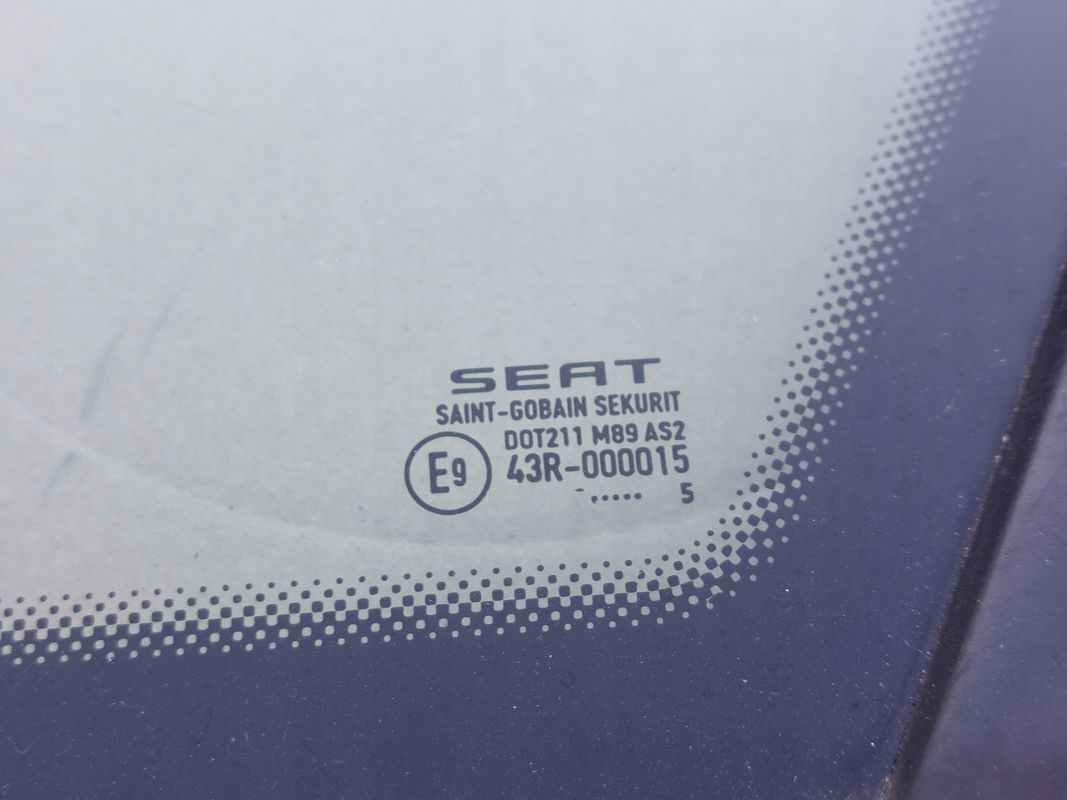 SEAT
SAINT-GOBAIN SEKURIT
DOT211 M89 AS2
E9 43R-000015
..... 5